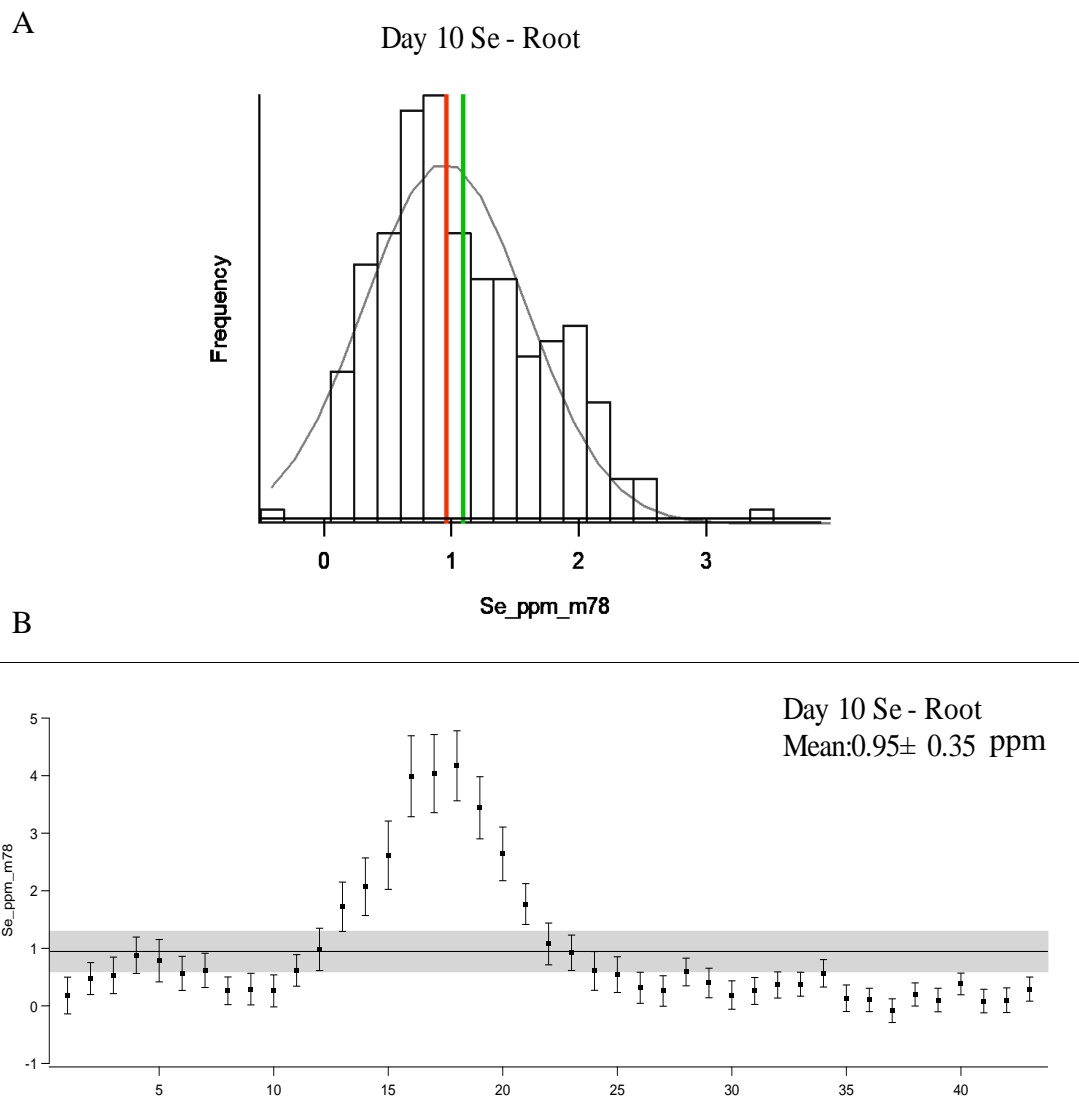 A
Day 10 Se - Root
Frequency
0 1 2 3
Se_ppm_m78
B
Day 10 Se - Root
Mean:0.95± 0.35 ppm
5
4
3
2
1
0
-1
Se_ppm_m78
5 10 15 20 25 30 35 40